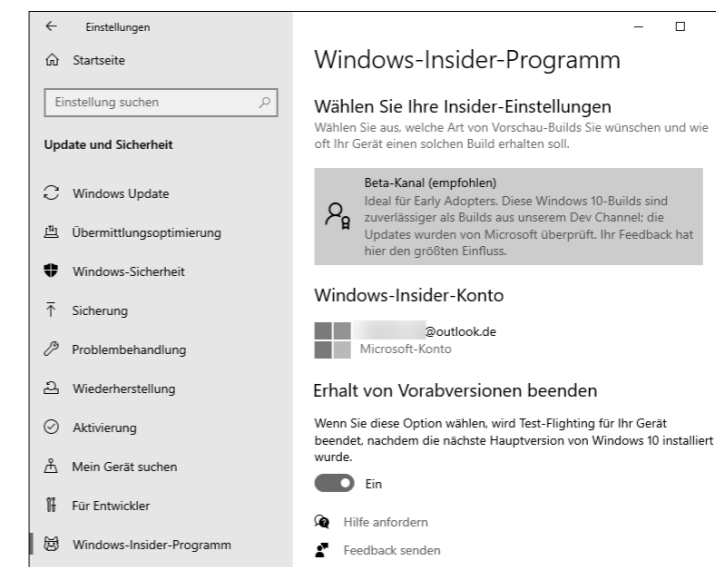 Einstellungen
Startseite
Einstellung suchen
Update und Sicherheit
Windows Update
Übermittlungsoptimierung
Windows-Sicherheit
Sicherung
Problembehandlung
Wiederherstellung
Aktivierung
Mein Gerät suchen
Für Entwickler
Windows-Insider-Programm
Windows-Insider-Programm
Wählen Sie Ihre Insider-Einstellungen
Wählen Sie aus, welche Art von Vorschau-Builds Sie wünschen und wie
oft Ihr Gerät einen solchen Build erhalten soll.
Beta-Kanal (empfohlen)
Ideal für Early Adopters. Diese Windows 10-Builds sind
zuverlässiger als Builds aus unserem Dev Channel; die
Updates wurden von Microsoft überprüft. Ihr Feedback hat
hier den größten Einfluss.
Windows-Insider-Konto
@outlook.de
Microsoft-Konto
Erhalt von Vorabversionen beenden
Wenn Sie diese Option wählen, wird Test-Flighting für Ihr Gerät
beendet, nachdem die nächste Hauptversion von Windows 10 installiert
wurde.
Ein
Hilfe anfordern
Feedback senden